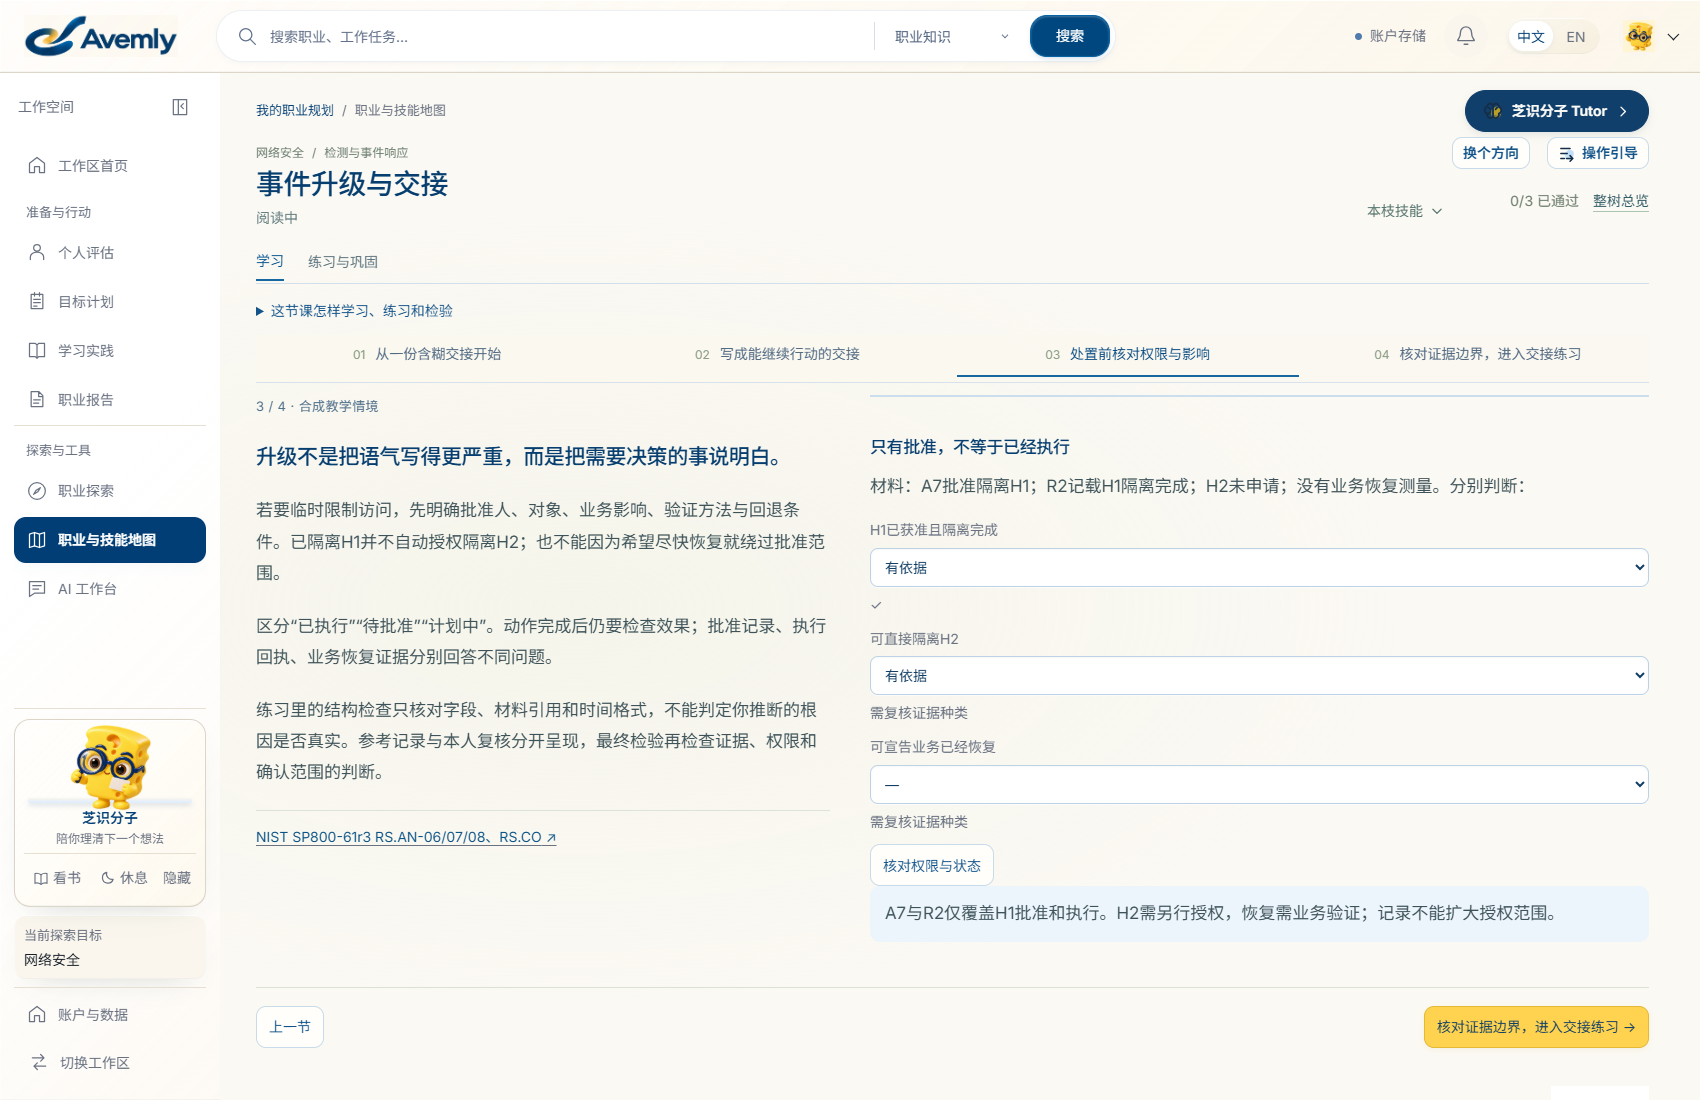 Avemly
搜索职业、工作任务...
职业知识
搜索
账户存储
中文
EN
工作空间
工作区首页
准备与行动
个人评估
目标计划
学习实践
职业报告
探索与工具
职业探索
职业与技能地图
AI 工作台
芝识分子
陪你理清下一个想法
看书
休息
隐藏
当前探索目标
网络安全
账户与数据
切换工作区
我的职业规划 / 职业与技能地图
芝识分子 Tutor
换个方向
操作引导
网络安全 / 检测与事件响应
事件升级与交接
阅读中
本枝技能
0/3 已通过
整树总览
学习
练习与巩固
这节课怎样学习、练习和检验
01 从一份含糊交接开始
02 写成能继续行动的交接
03 处置前核对权限与影响
04 核对证据边界，进入交接练习
3 / 4 · 合成教学情境
升级不是把语气写得更严重，而是把需要决策的事说明白。
若要临时限制访问，先明确批准人、对象、业务影响、验证方法与回退条
件。已隔离H1并不自动授权隔离H2；也不能因为希望尽快恢复就绕过批准范
围。
区分“已执行”“待批准”“计划中”。动作完成后仍要检查效果；批准记录、执行
回执、业务恢复证据分别回答不同问题。
练习里的结构检查只核对字段、材料引用和时间格式，不能判定你推断的根
因是否真实。参考记录与本人复核分开呈现，最终检验再检查证据、权限和
确认范围的判断。
NIST SP800-61r3 RS.AN-06/07/08、RS.CO ↗
只有批准，不等于已经执行
材料：A7批准隔离H1；R2记载H1隔离完成；H2未申请；没有业务恢复测量。分别判断：
H1已获准且隔离完成
有依据
✓
可直接隔离H2
有依据
需复核证据种类
可宣告业务已经恢复
—
需复核证据种类
核对权限与状态
A7与R2仅覆盖H1批准和执行。H2需另行授权，恢复需业务验证；记录不能扩大授权范围。
上一节
核对证据边界，进入交接练习 →